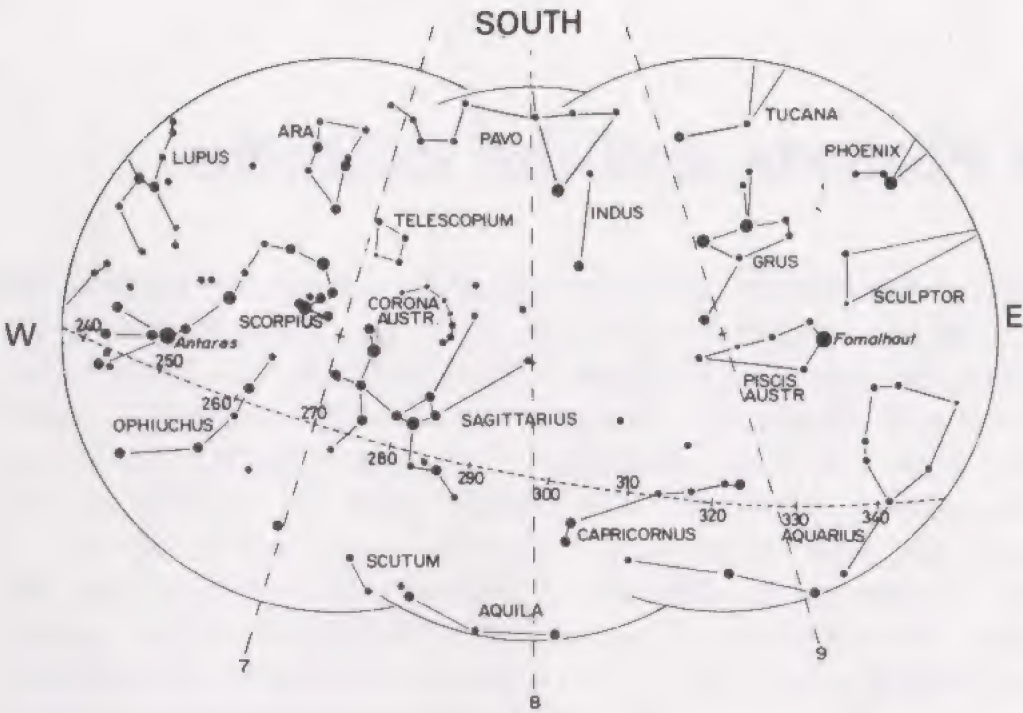 SOUTH
TUCANA
ARA
PAVO
PHOENIX
LUPUS
TELESCOPIUM
INDUS
GRUS
SCULPTOR
CORONA
AUSTR.
SCORPIUS
W
E
240
Antares
Fomalhaut
250
PISCIS
AUSTR.
260
270
OPHIUCHUS
SAGITTARIUS
280
290
300
310
320
330
340
CAPRICORNUS
AQUARIUS
SCUTUM
AQUILA
7
9
8